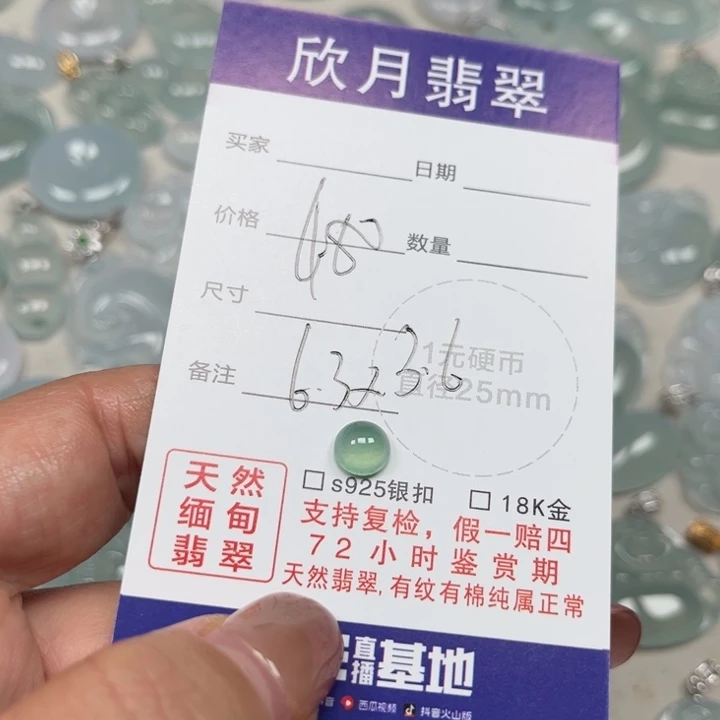 欣月翡翠
买家 日期
价格 680 数量
尺寸
1元硬币
直径25mm
备注 6.3 3.6
s925银扣 18K金
天然
缅甸
翡翠
支持复检，假一赔四
72小时鉴赏期
天然翡翠,有纹有棉纯属正常
直播基地
西瓜视频 抖音火山版